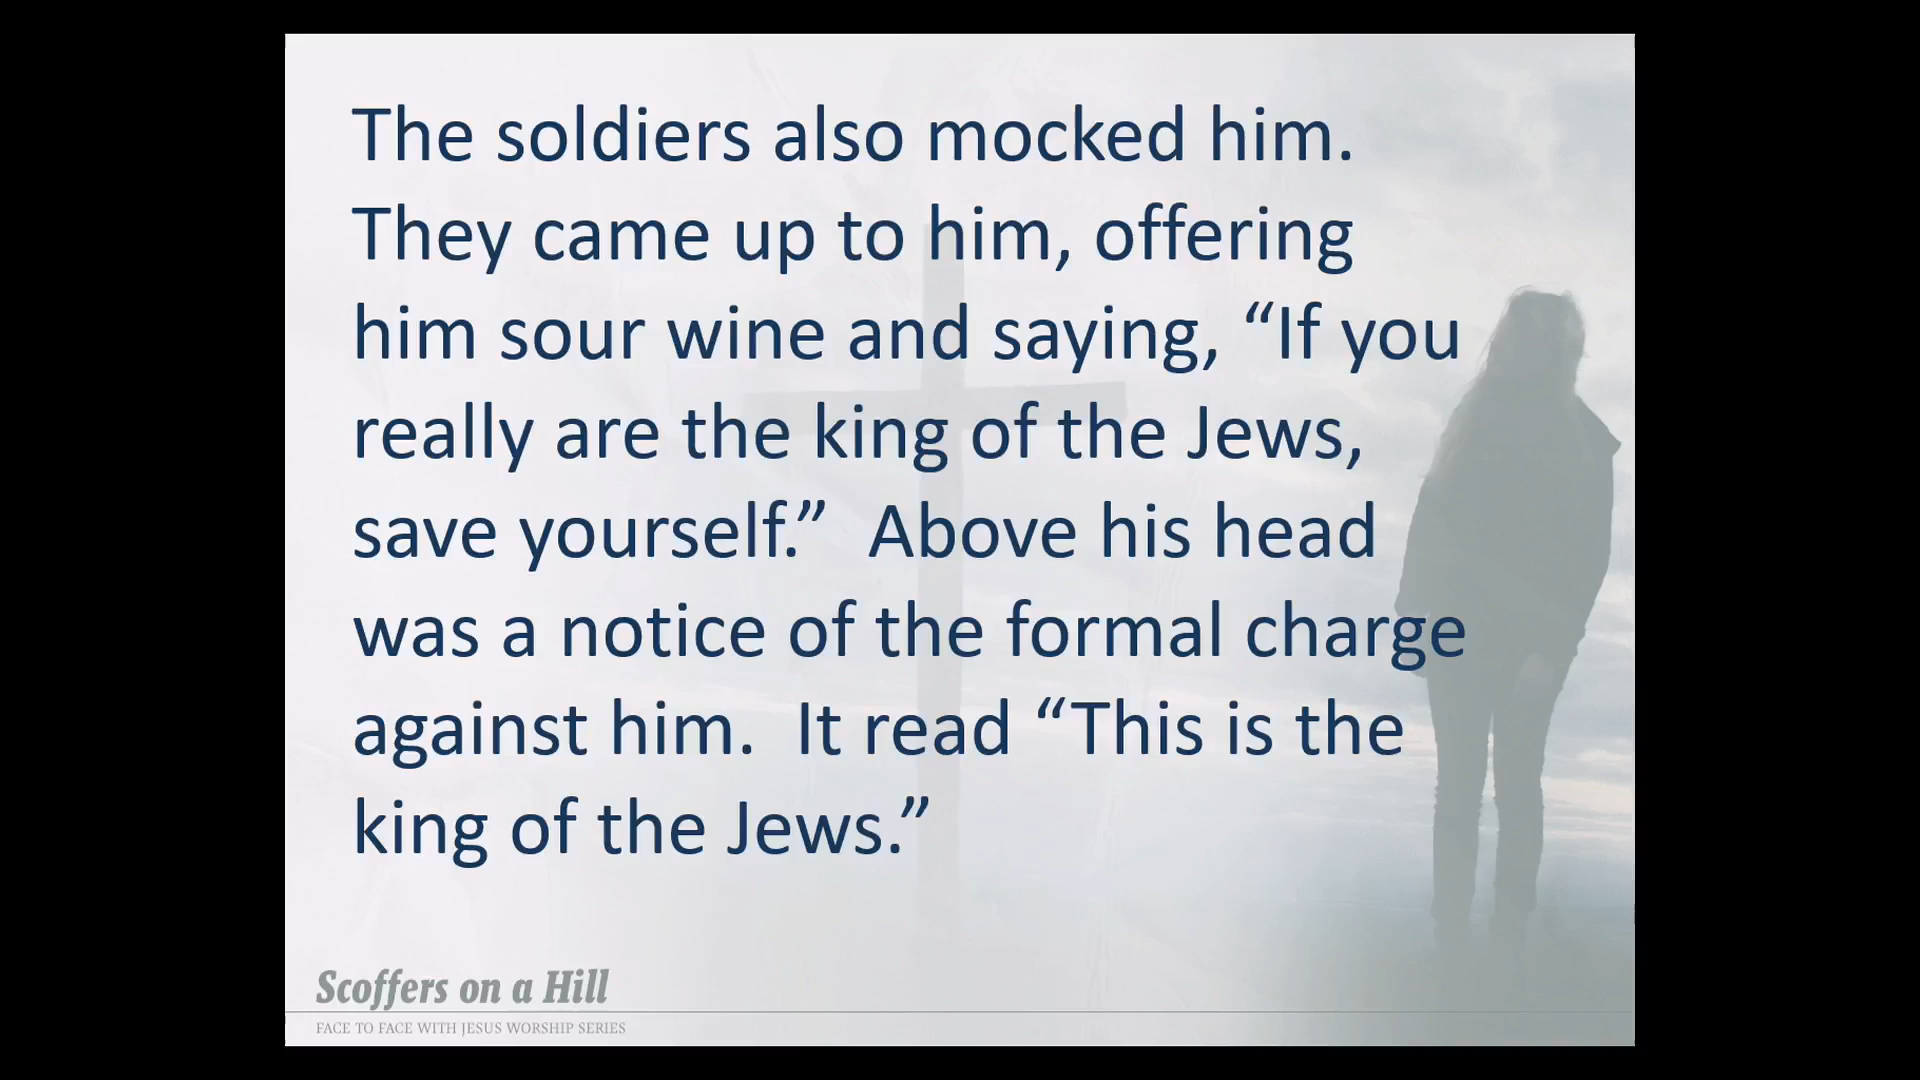 The soldiers also mocked him.
They came up to him, offering
him sour wine and saying, “If you
really are the king of the Jews,
save yourself.”  Above his head
was a notice of the formal charge
against him.  It read “This is the
king of the Jews.”
Scoffers on a Hill
FACE TO FACE WITH JESUS WORSHIP SERIES